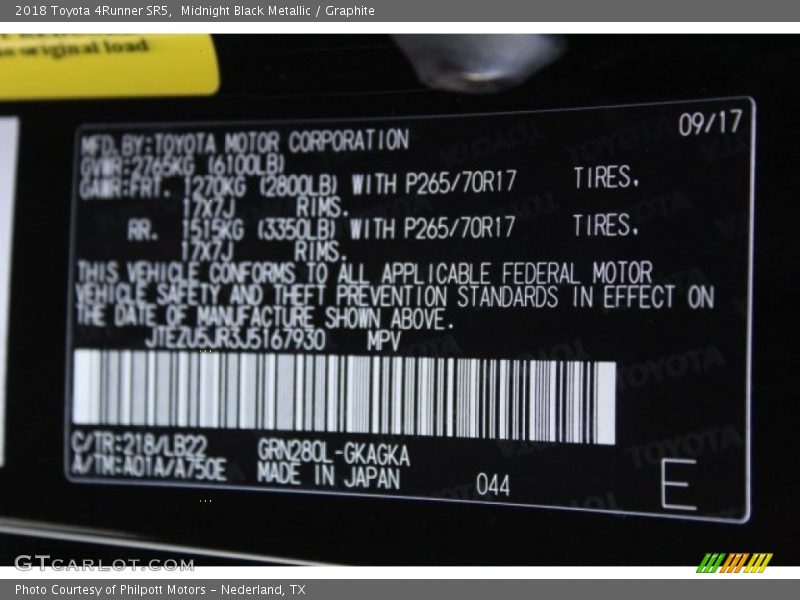 2018 Toyota 4Runner SR5, Midnight Black Metallic / Graphite
original load.
09/17
MFD.BY:TOYOTA MOTOR CORPORATION
GVWR:2765KG (6100LB)
GAWR:FRT. 1270KG (2800LB) WITH P265/70R17 TIRES.
17X7J RIMS.
RR. 1515KG (3350LB) WITH P265/70R17 TIRES.
17X7J RIMS.
THIS VEHICLE CONFORMS TO ALL APPLICABLE FEDERAL MOTOR
VEHICLE SAFETY AND THEFT PREVENTION STANDARDS IN EFFECT ON
THE DATE OF MANUFACTURE SHOWN ABOVE.
JTEZU5JR3J5167930 MPV
C/TR:218/LB22 GRN280L-GKAGKA
A/TM:A01A/A750E MADE IN JAPAN 044 E
GTCARLOT.COM
Photo Courtesy of Philpott Motors - Nederland, TX